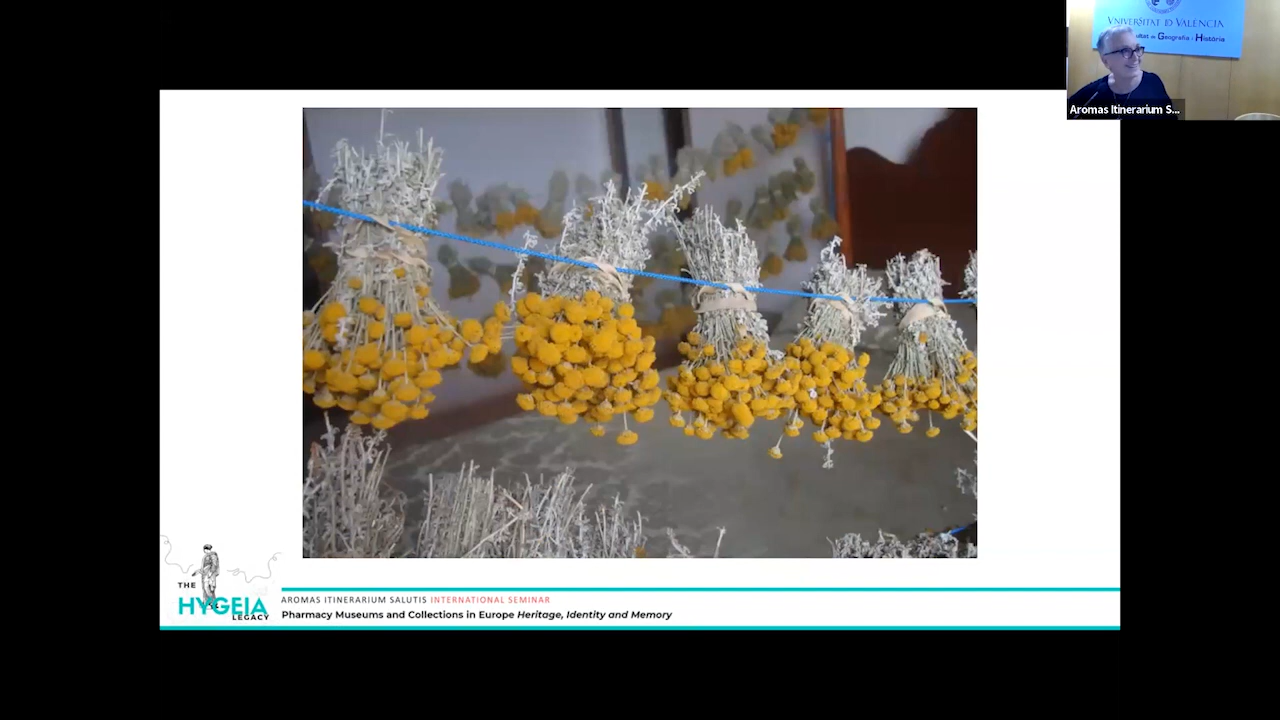 VNIVERSITAT ID VALÈNCIA
ultat de Geografia i Història
Aromas Itinerarium S...
THE
HYGEIA
LEGACY
AROMAS ITINERARIUM SALUTIS INTERNATIONAL SEMINAR
Pharmacy Museums and Collections in Europe Heritage, Identity and Memory